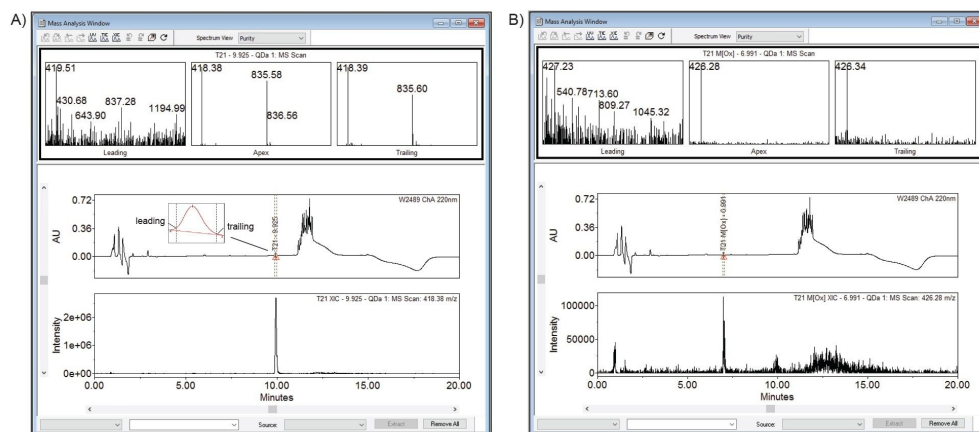 A)
Mass Analysis Window
Spectrum View Purity
T21 - 9.925 - QDa 1: MS Scan
419.51
430.68
643.90
837.28
1194.99
Leading
418.38
835.58
836.56
Apex
418.39
835.60
Trailing
W2489 ChA 220nm
AU
0.72
0.36
0.00
leading
trailing
T21 - 9.925
T21 XIC - 9.925 - QDa 1: MS Scan: 418.38 m/z
Intensity
2e+06
1e+06
0e+00
0.00 5.00 10.00 15.00 20.00
Minutes
Source: Extract Remove All
B)
Mass Analysis Window
Spectrum View Purity
T21 M[Ox] - 6.991 - QDa 1: MS Scan
427.23
540.78
713.60
809.27
1045.32
Leading
426.28
Apex
426.34
Trailing
W2489 ChA 220nm
AU
0.72
0.36
0.00
T21 M[Ox] - 6.991
T21 M[Ox] XIC - 6.991 - QDa 1: MS Scan: 426.28 m/z
Intensity
100000
50000
0
0.00 5.00 10.00 15.00 20.00
Minutes
Source: Extract Remove All